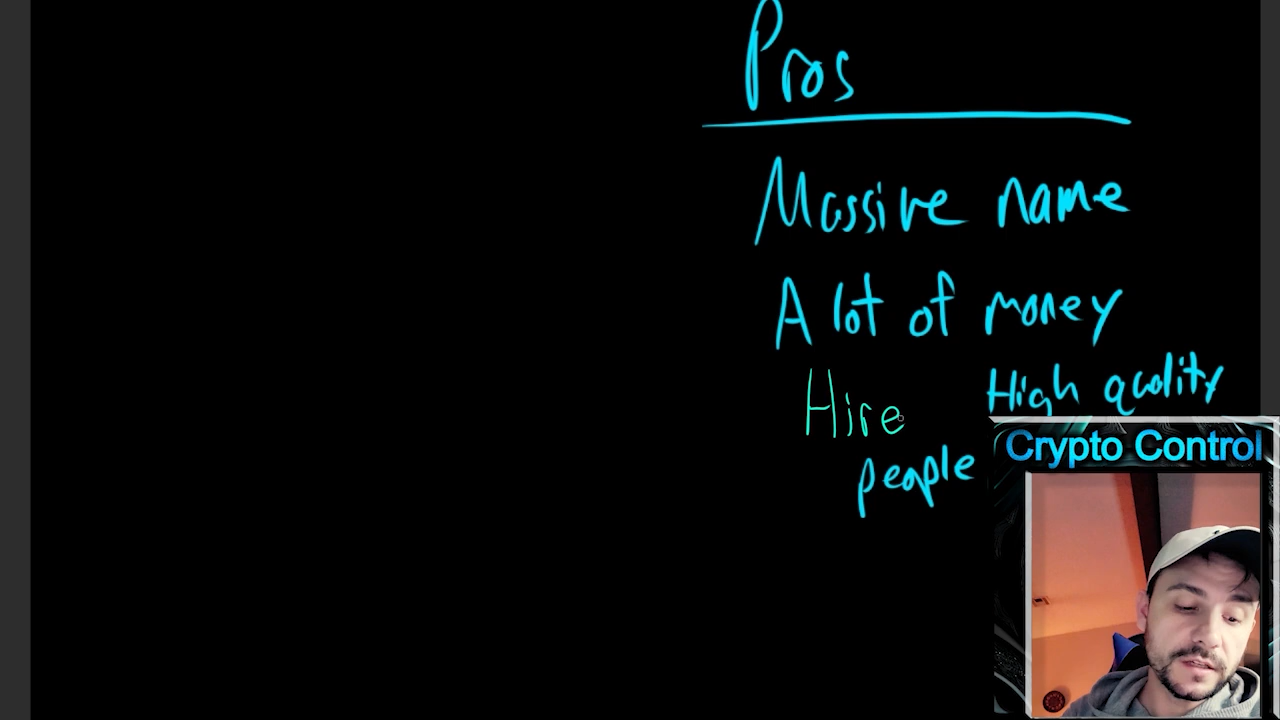 Pros
Massive name
A lot of money
Hire High quality
people
Crypto Control